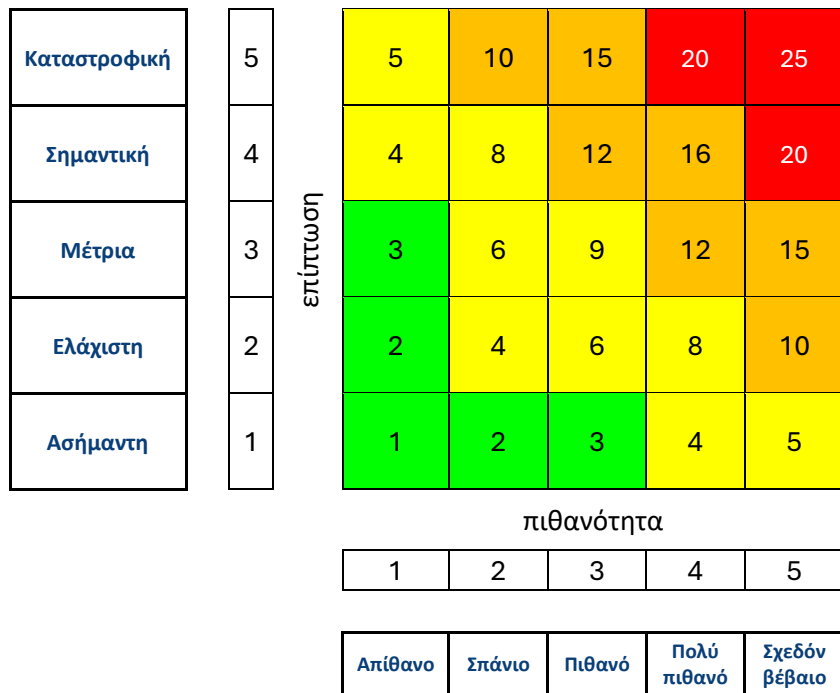 Καταστροφική 5 5 10 15 20 25
Σημαντική 4 4 8 12 16 20
Μέτρια 3 3 6 9 12 15
επίπτωση
Ελάχιστη 2 2 4 6 8 10
Ασήμαντη 1 1 2 3 4 5
πιθανότητα
1 2 3 4 5
Απίθανο Σπάνιο Πιθανό Πολύ πιθανό Σχεδόν βέβαιο